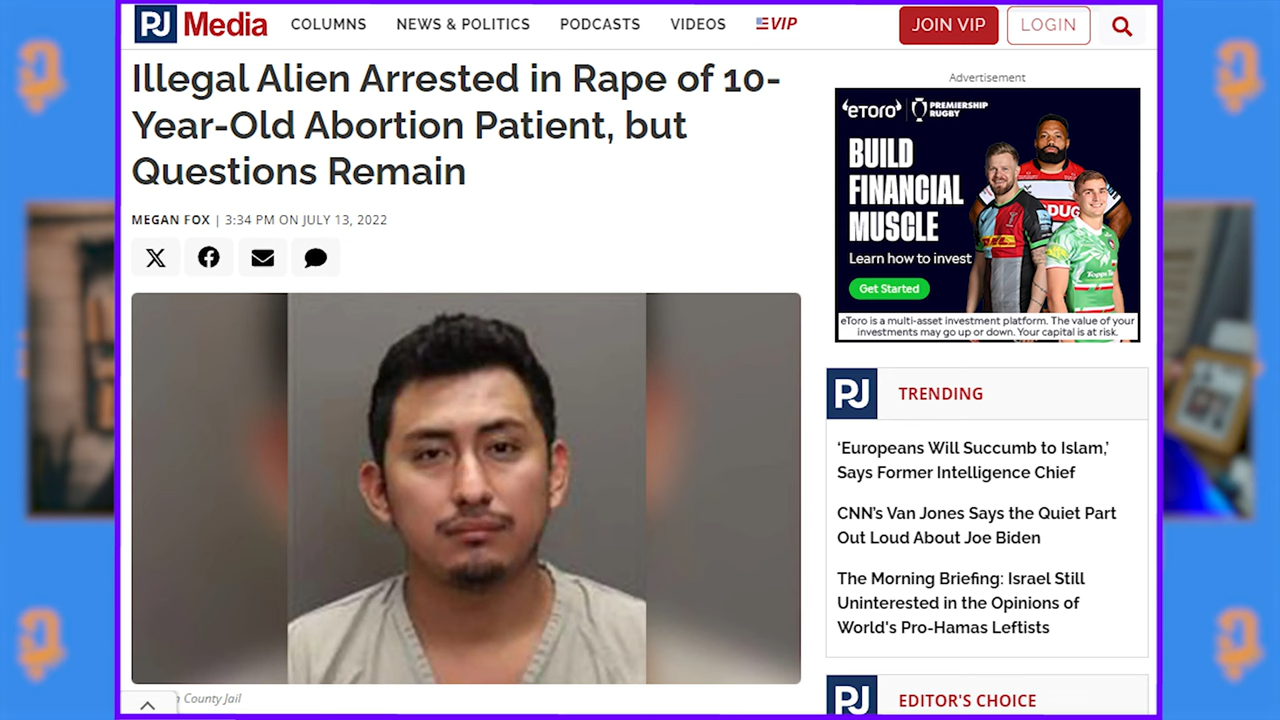 PJ Media COLUMNS NEWS & POLITICS PODCASTS VIDEOS VIP JOIN VIP LOGIN
Illegal Alien Arrested in Rape of 10-
Year-Old Abortion Patient, but
Questions Remain
MEGAN FOX | 3:34 PM ON JULY 13, 2022
County Jail
Advertisement
eToro PREMIERSHIP
RUGBY
BUILD
FINANCIAL
MUSCLE
Learn how to invest
Get Started
eToro is a multi-asset investment platform. The value of your
investments may go up or down. Your capital is at risk.
PJ TRENDING
‘Europeans Will Succumb to Islam,’
Says Former Intelligence Chief
CNN’s Van Jones Says the Quiet Part
Out Loud About Joe Biden
The Morning Briefing: Israel Still
Uninterested in the Opinions of
World's Pro-Hamas Leftists
PJ EDITOR'S CHOICE